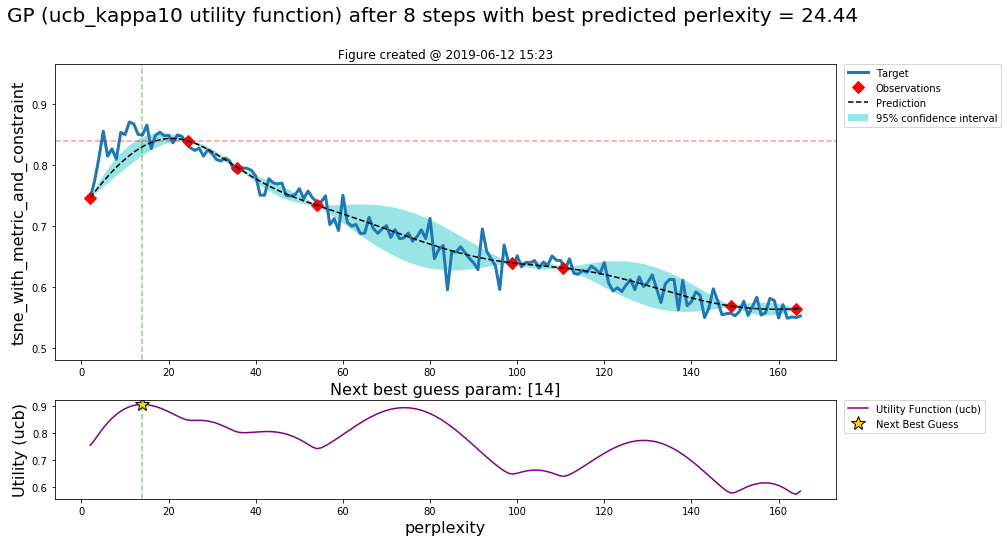 GP (ucb_kappa10 utility function) after 8 steps with best predicted perlexity = 24.44
Figure created @ 2019-06-12 15:23
tsne_with_metric_and_constraint
0.9
0.8
0.7
0.6
0.5
0 20 40 60 80 100 120 140 160
Target
Observations
Prediction
95% confidence interval
Next best guess param: [14]
Utility (ucb)
0.9
0.8
0.7
0.6
0 20 40 60 80 100 120 140 160
perplexity
Utility Function (ucb)
Next Best Guess